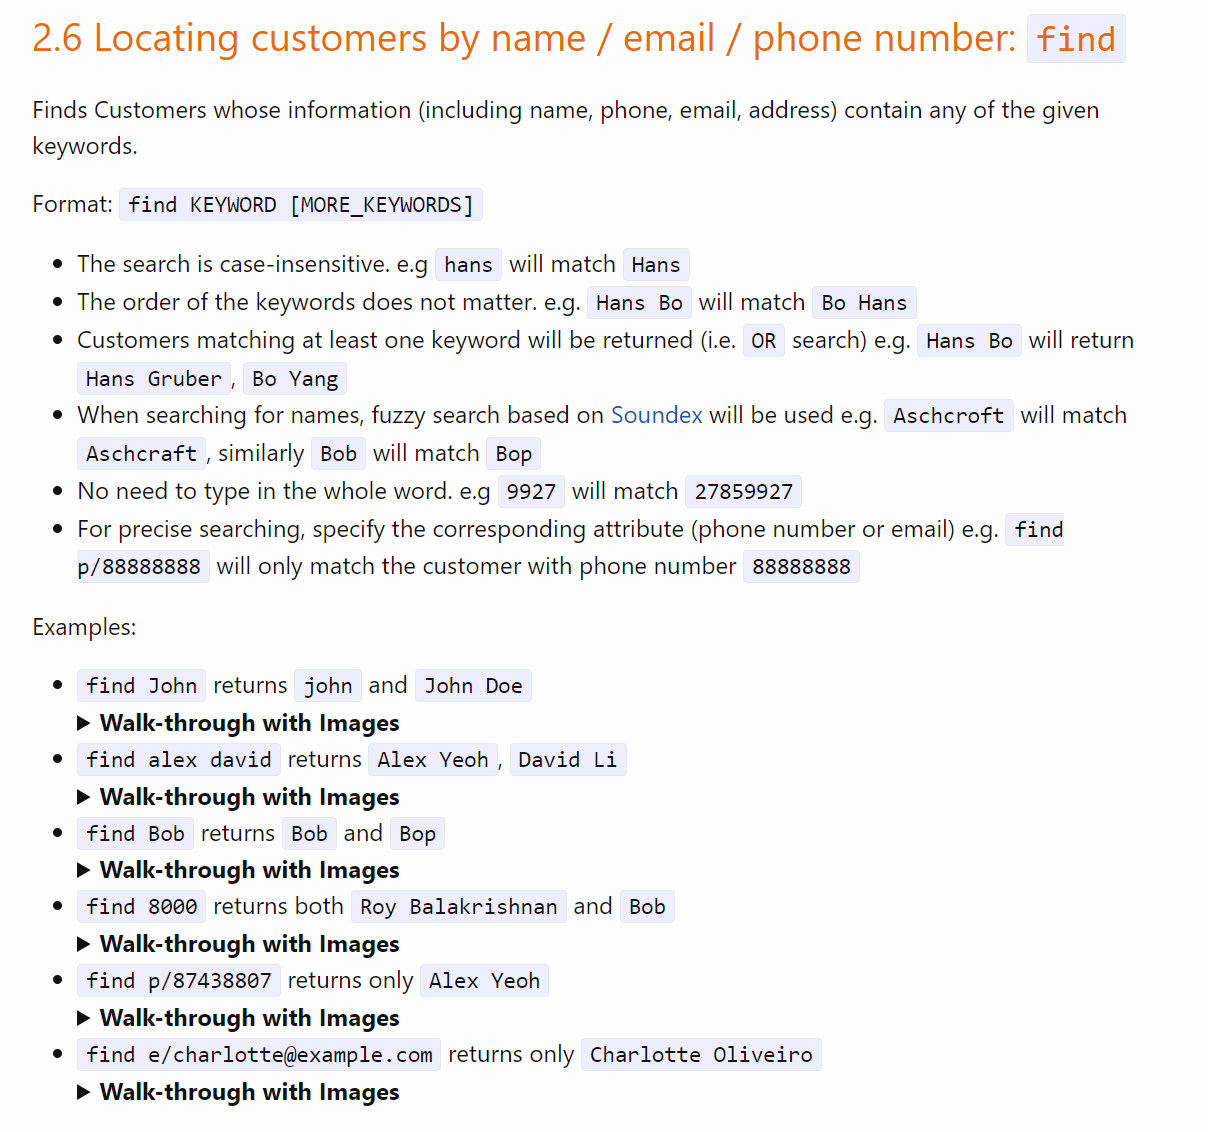 2.6 Locating customers by name / email / phone number: find
Finds Customers whose information (including name, phone, email, address) contain any of the given
keywords.
Format: find KEYWORD [MORE_KEYWORDS]
The search is case-insensitive. e.g hans will match Hans
The order of the keywords does not matter. e.g. Hans Bo will match Bo Hans
Customers matching at least one keyword will be returned (i.e. OR search) e.g. Hans Bo will return
Hans Gruber, Bo Yang
When searching for names, fuzzy search based on Soundex will be used e.g. Aschcroft will match
Aschcraft, similarly Bob will match Bop
No need to type in the whole word. e.g 9927 will match 27859927
For precise searching, specify the corresponding attribute (phone number or email) e.g. find
p/88888888 will only match the customer with phone number 88888888
Examples:
find John returns john and John Doe
Walk-through with Images
find alex david returns Alex Yeoh, David Li
Walk-through with Images
find Bob returns Bob and Bop
Walk-through with Images
find 8000 returns both Roy Balakrishnan and Bob
Walk-through with Images
find p/87438807 returns only Alex Yeoh
Walk-through with Images
find e/charlotte@example.com returns only Charlotte Oliveiro
Walk-through with Images